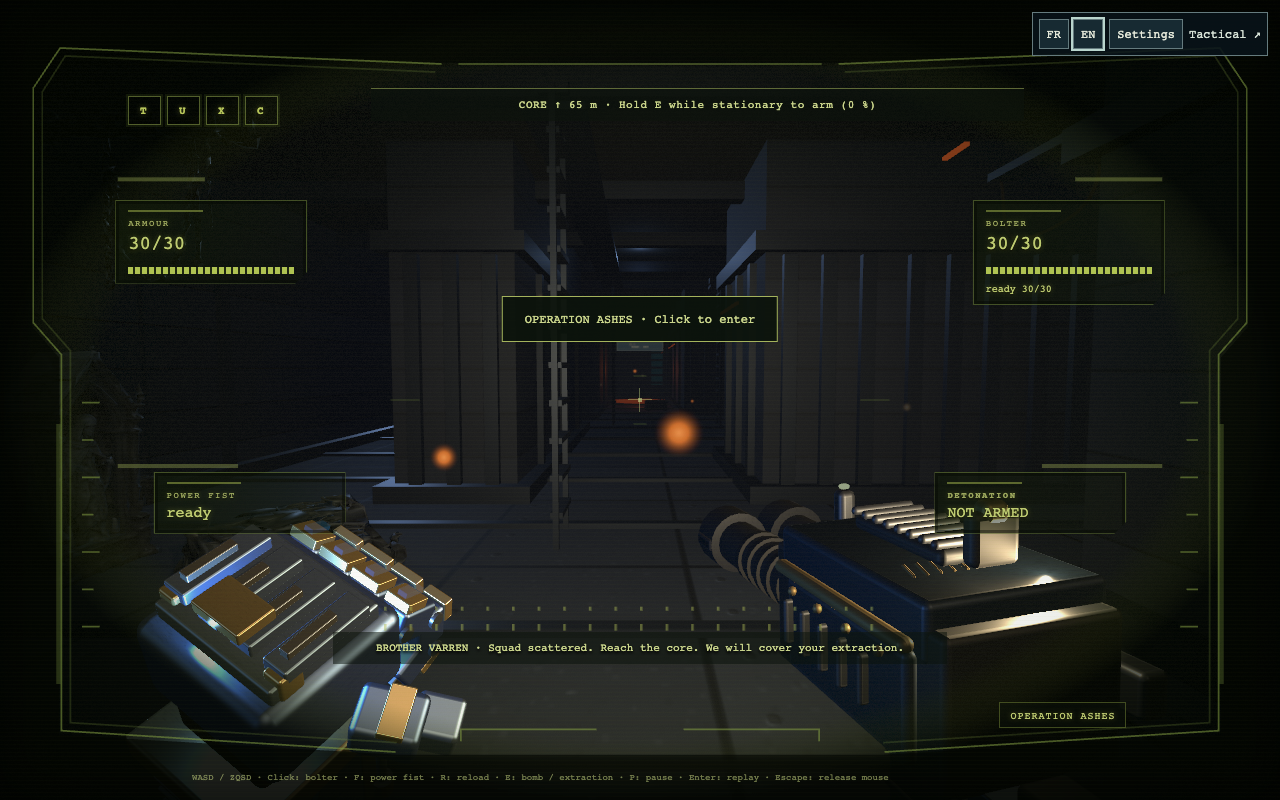 FR EN Settings Tactical ↗
T U X C
CORE ↑ 65 m · Hold E while stationary to arm (0 %)
ARMOUR
30/30
BOLTER
30/30
ready 30/30
OPERATION ASHES · Click to enter
POWER FIST
ready
DETONATION
NOT ARMED
BROTHER VARREN · Squad scattered. Reach the core. We will cover your extraction.
OPERATION ASHES
WASD / ZQSD · Click: bolter · F: power fist · R: reload · E: bomb / extraction · P: pause · Enter: replay · Escape: release mouse